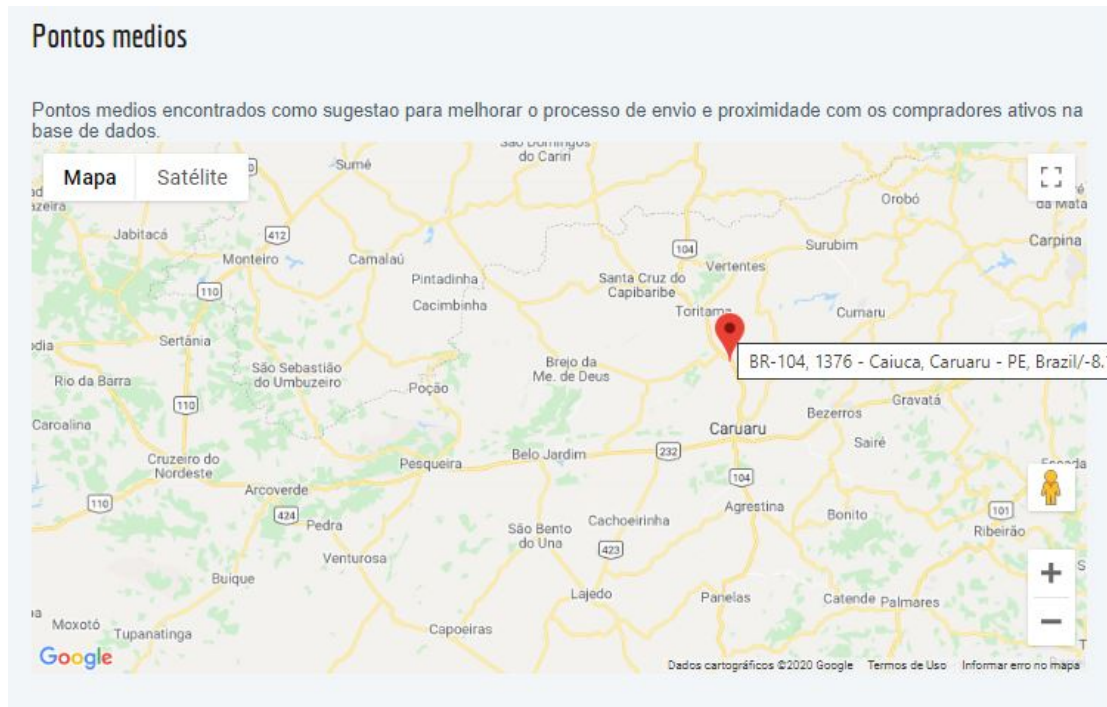 Pontos medios
Pontos medios encontrados como sugestao para melhorar o processo de envio e proximidade com os compradores ativos na
base de dados.
Mapa
Satélite
Sumé
do Cariri
Orobó
da Mata
Jabitacá
412
Monteiro
Camalaú
104
Surubim
Carpina
Vertentes
Pintadinha
Santa Cruz do
Capibaribe
110
Cacimbinha
Toritama
Cumaru
Sertânia
BR-104, 1376 - Caiuca, Caruaru - PE, Brazil/-8.
Rio da Barra
São Sebastião
do Umbuzeiro
Poção
Brejo da
Me. de Deus
110
Gravatá
Bezerros
Caroalina
Caruaru
Sairé
Cruzeiro do
Nordeste
Pesqueira
Belo Jardim
232
Arcoverde
104
110
Agrestina
Bonito
101
Ribeirão
424
Pedra
São Bento
do Una
Cachoeirinha
423
Venturosa
Buique
Lajedo
Panelas
Catende
Palmares
Moxotó
Tupanatinga
Capoeiras
Google
Dados cartográficos ©2020 Google
Termos de Uso
Informar erro no mapa